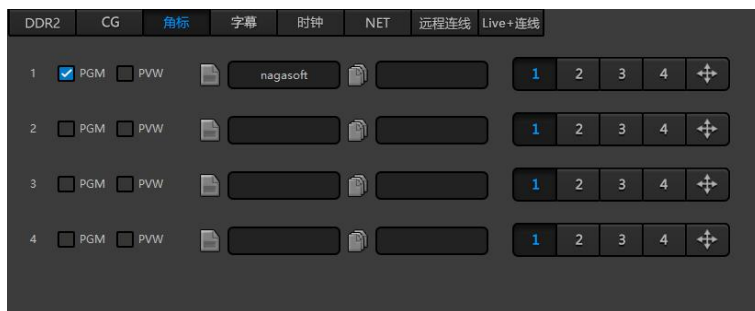 DDR2 CG 角标 字幕 时钟 NET 远程连线 Live+连线
1 PGM PVW nagasoft 1 2 3 4
2 PGM PVW 1 2 3 4
3 PGM PVW 1 2 3 4
4 PGM PVW 1 2 3 4